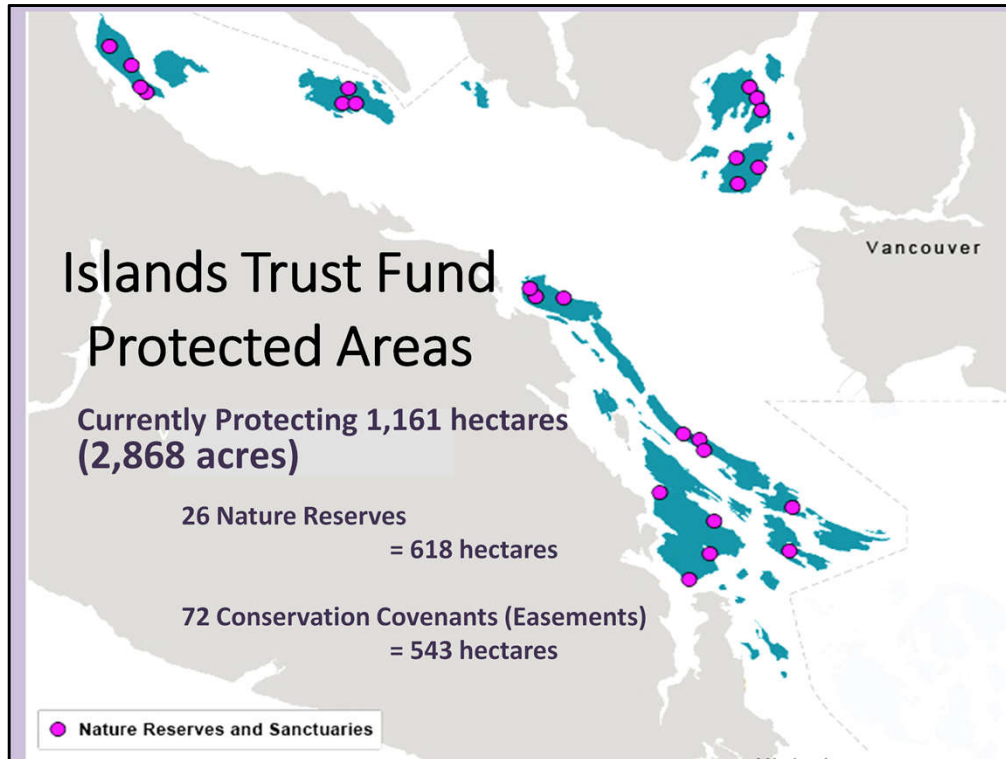 Vancouver
Islands Trust Fund
Protected Areas
Currently Protecting 1,161 hectares
(2,868 acres)
26 Nature Reserves
= 618 hectares
72 Conservation Covenants (Easements)
= 543 hectares
Nature Reserves and Sanctuaries